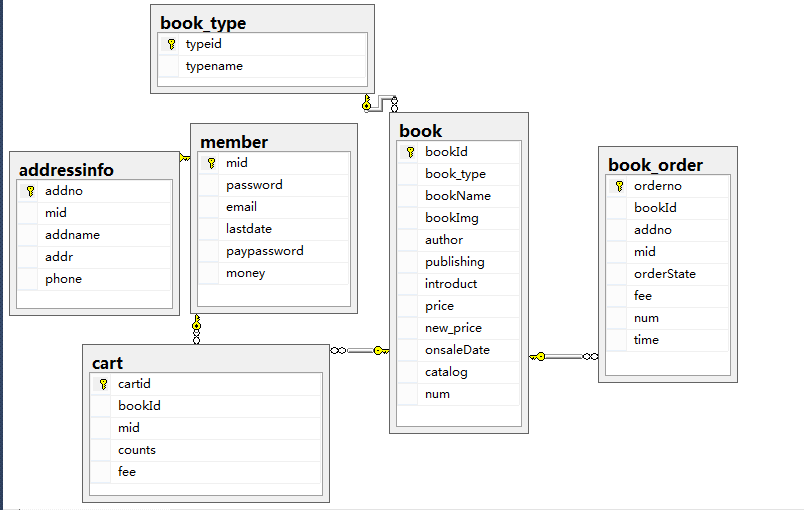 book_type
typeid
typename
addressinfo
addno
mid
addname
addr
phone
member
mid
password
email
lastdate
paypassword
money
cart
cartid
bookId
mid
counts
fee
book
bookId
book_type
bookName
bookImg
author
publishing
introduct
price
new_price
onsaleDate
catalog
num
book_order
orderno
bookId
addno
mid
orderState
fee
num
time